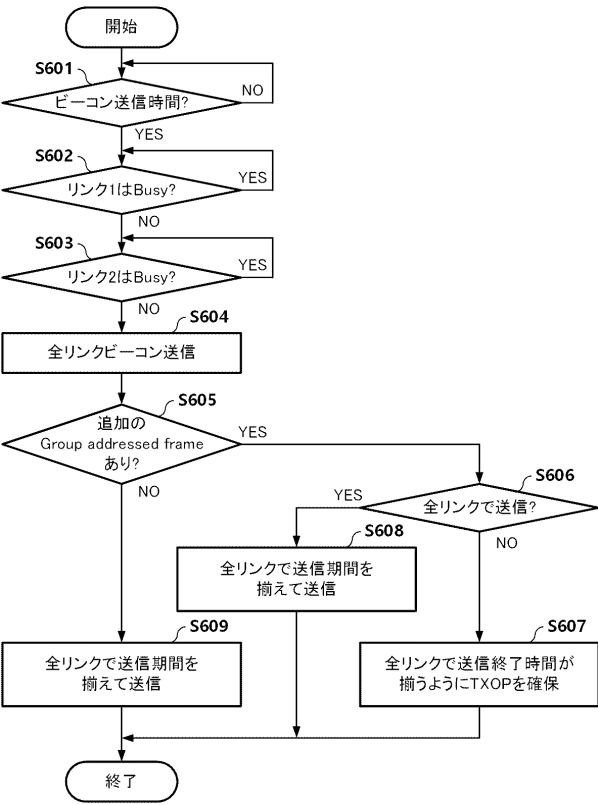 開始
S601
ビーコン送信時間?
NO
YES
S602
リンク1はBusy?
YES
NO
S603
リンク2はBusy?
YES
NO
S604
全リンクビーコン送信
S605
追加の
Group addressed frame
あり?
YES
NO
S606
全リンクで送信?
YES
NO
S608
全リンクで送信期間を
揃えて送信
S609
全リンクで送信期間を
揃えて送信
S607
全リンクで送信終了時間が
揃うようにTXOPを確保
終了